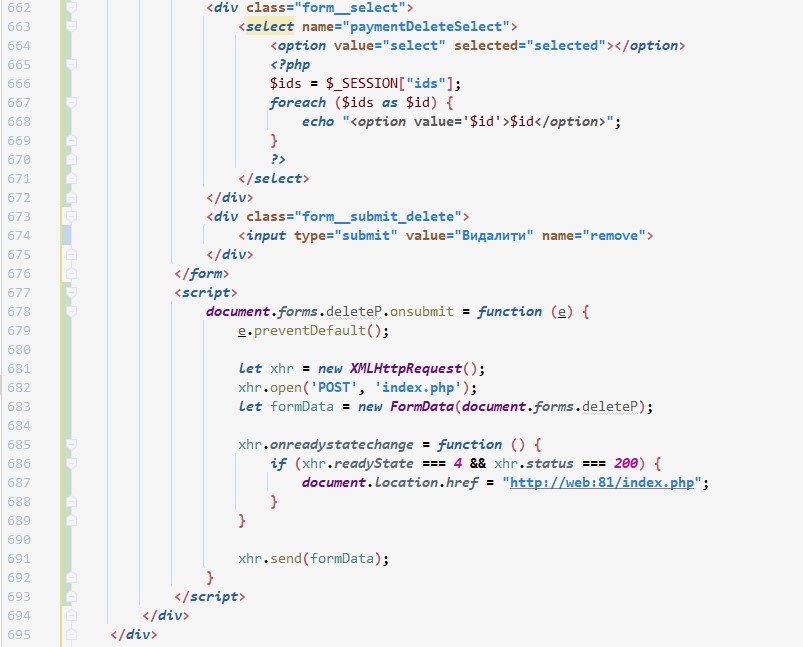 662 <div class="form__select">
663 <select name="paymentDeleteSelect">
664 <option value="select" selected="selected"></option>
665 <?php
666 $ids = $_SESSION["ids"];
667 foreach ($ids as $id) {
668 echo "<option value='$id'>$id</option>";
669 }
670 ?>
671 </select>
672 </div>
673 <div class="form__submit_delete">
674 <input type="submit" value="Видалити" name="remove">
675 </div>
676 </form>
677 <script>
678 document.forms.deleteP.onsubmit = function (e) {
679 e.preventDefault();
680
681 let xhr = new XMLHttpRequest();
682 xhr.open('POST', 'index.php');
683 let formData = new FormData(document.forms.deleteP);
684
685 xhr.onreadystatechange = function () {
686 if (xhr.readyState === 4 && xhr.status === 200) {
687 document.location.href = "http://web:81/index.php";
688 }
689 }
690
691 xhr.send(formData);
692 }
693 </script>
694 </div>
695 </div>